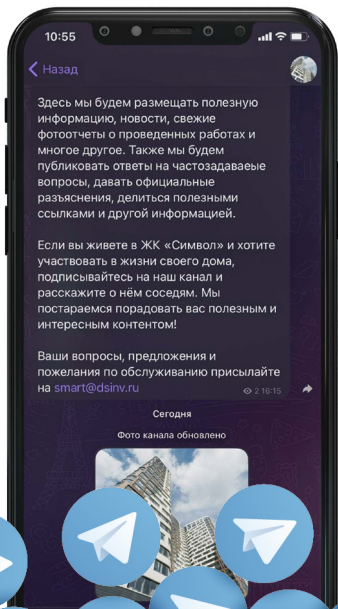 10:55
Назад
Здесь мы будем размещать полезную
информацию, новости, свежие
фотоотчеты о проведенных работах и
многое другое. Также мы будем
публиковать ответы на частозадаваеые
вопросы, давать официальные
разъяснения, делиться полезными
ссылками и другой информацией.
Если вы живете в ЖК «Символ» и хотите
участвовать в жизни своего дома,
подписывайтесь на наш канал и
расскажите о нём соседям. Мы
постараемся порадовать вас полезным и
интересным контентом!
Ваши вопросы, предложения и
пожелания по обслуживанию присылайте
на smart@dsinv.ru
2 16:15
Сегодня
Фото канала обновлено